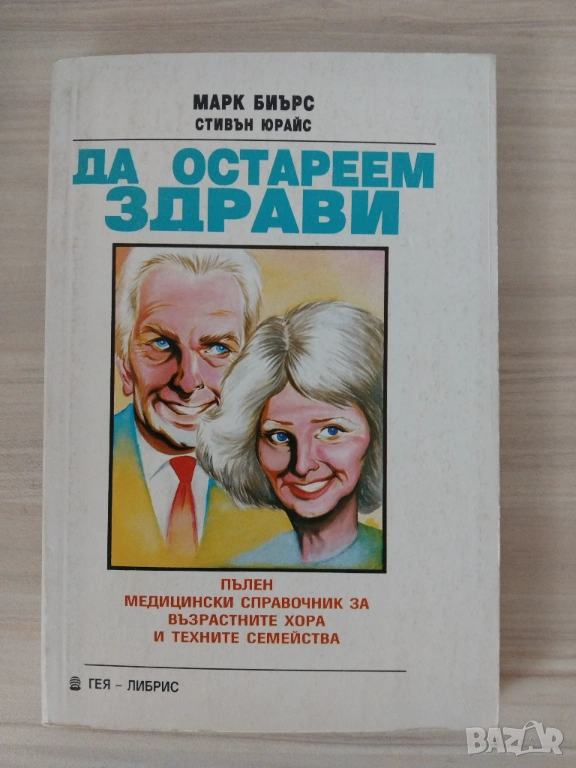 МАРК БИЪРС
СТИВЪН ЮРАЙС
ДА ОСТАРЕЕМ
ЗДРАВИ
ПЪЛЕН
МЕДИЦИНСКИ СПРАВОЧНИК ЗА
ВЪЗРАСТНИТЕ ХОРА
И ТЕХНИТЕ СЕМЕЙСТВА
ГЕЯ – ЛИБРИС
BAZAR